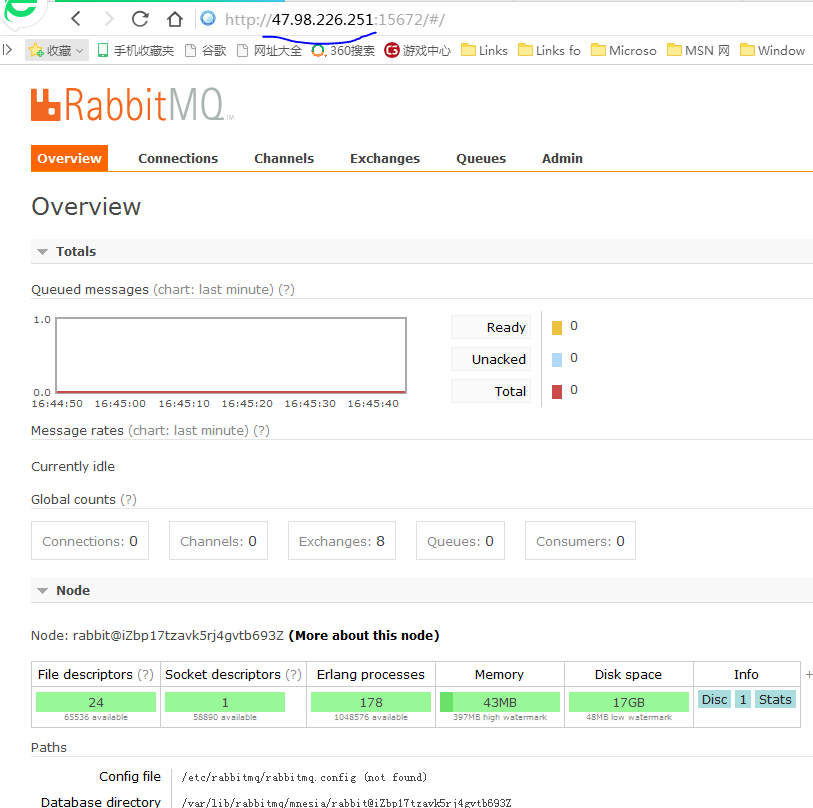 http://47.98.226.251:15672/#/
收藏 手机收藏夹 谷歌 网址大全 360搜索 游戏中心 Links Links fo Microso MSN 网 Window
RabbitMQ TM
Overview Connections Channels Exchanges Queues Admin
Overview
Totals
Queued messages (chart: last minute) (?)
1.0
0.0
16:44:50 16:45:00 16:45:10 16:45:20 16:45:30 16:45:40
Ready 0
Unacked 0
Total 0
Message rates (chart: last minute) (?)
Currently idle
Global counts (?)
Connections: 0 Channels: 0 Exchanges: 8 Queues: 0 Consumers: 0
Node
Node: rabbit@iZbp17tzavk5rj4gvtb693Z (More about this node)
File descriptors (?) Socket descriptors (?) Erlang processes Memory Disk space Info +
24 1 178 43MB 17GB Disc 1 Stats
65536 available 58890 available 1048576 available 397MB high watermark 48MB low watermark
Paths
Config file /etc/rabbitmq/rabbitmq.config (not found)
Database directory /var/lib/rabbitmq/mnesia/rabbit@iZbp17tzavk5rj4gvtb693Z